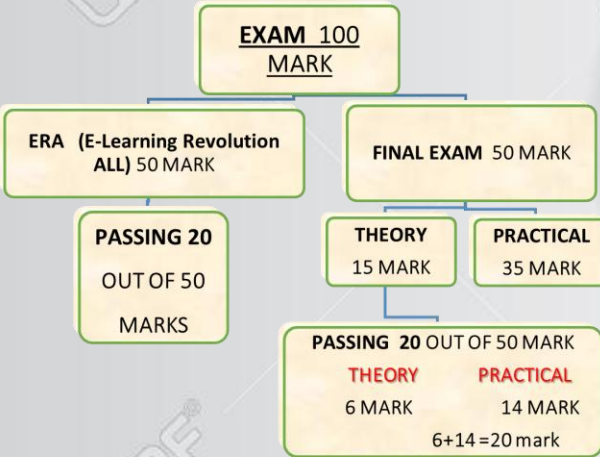 EXAM 100
MARK
ERA (E-Learning Revolution
ALL) 50 MARK
FINAL EXAM 50 MARK
PASSING 20
OUT OF 50
MARKS
THEORY
15 MARK
PRACTICAL
35 MARK
PASSING 20 OUT OF 50 MARK
THEORY PRACTICAL
6 MARK 14 MARK
6+14=20 mark